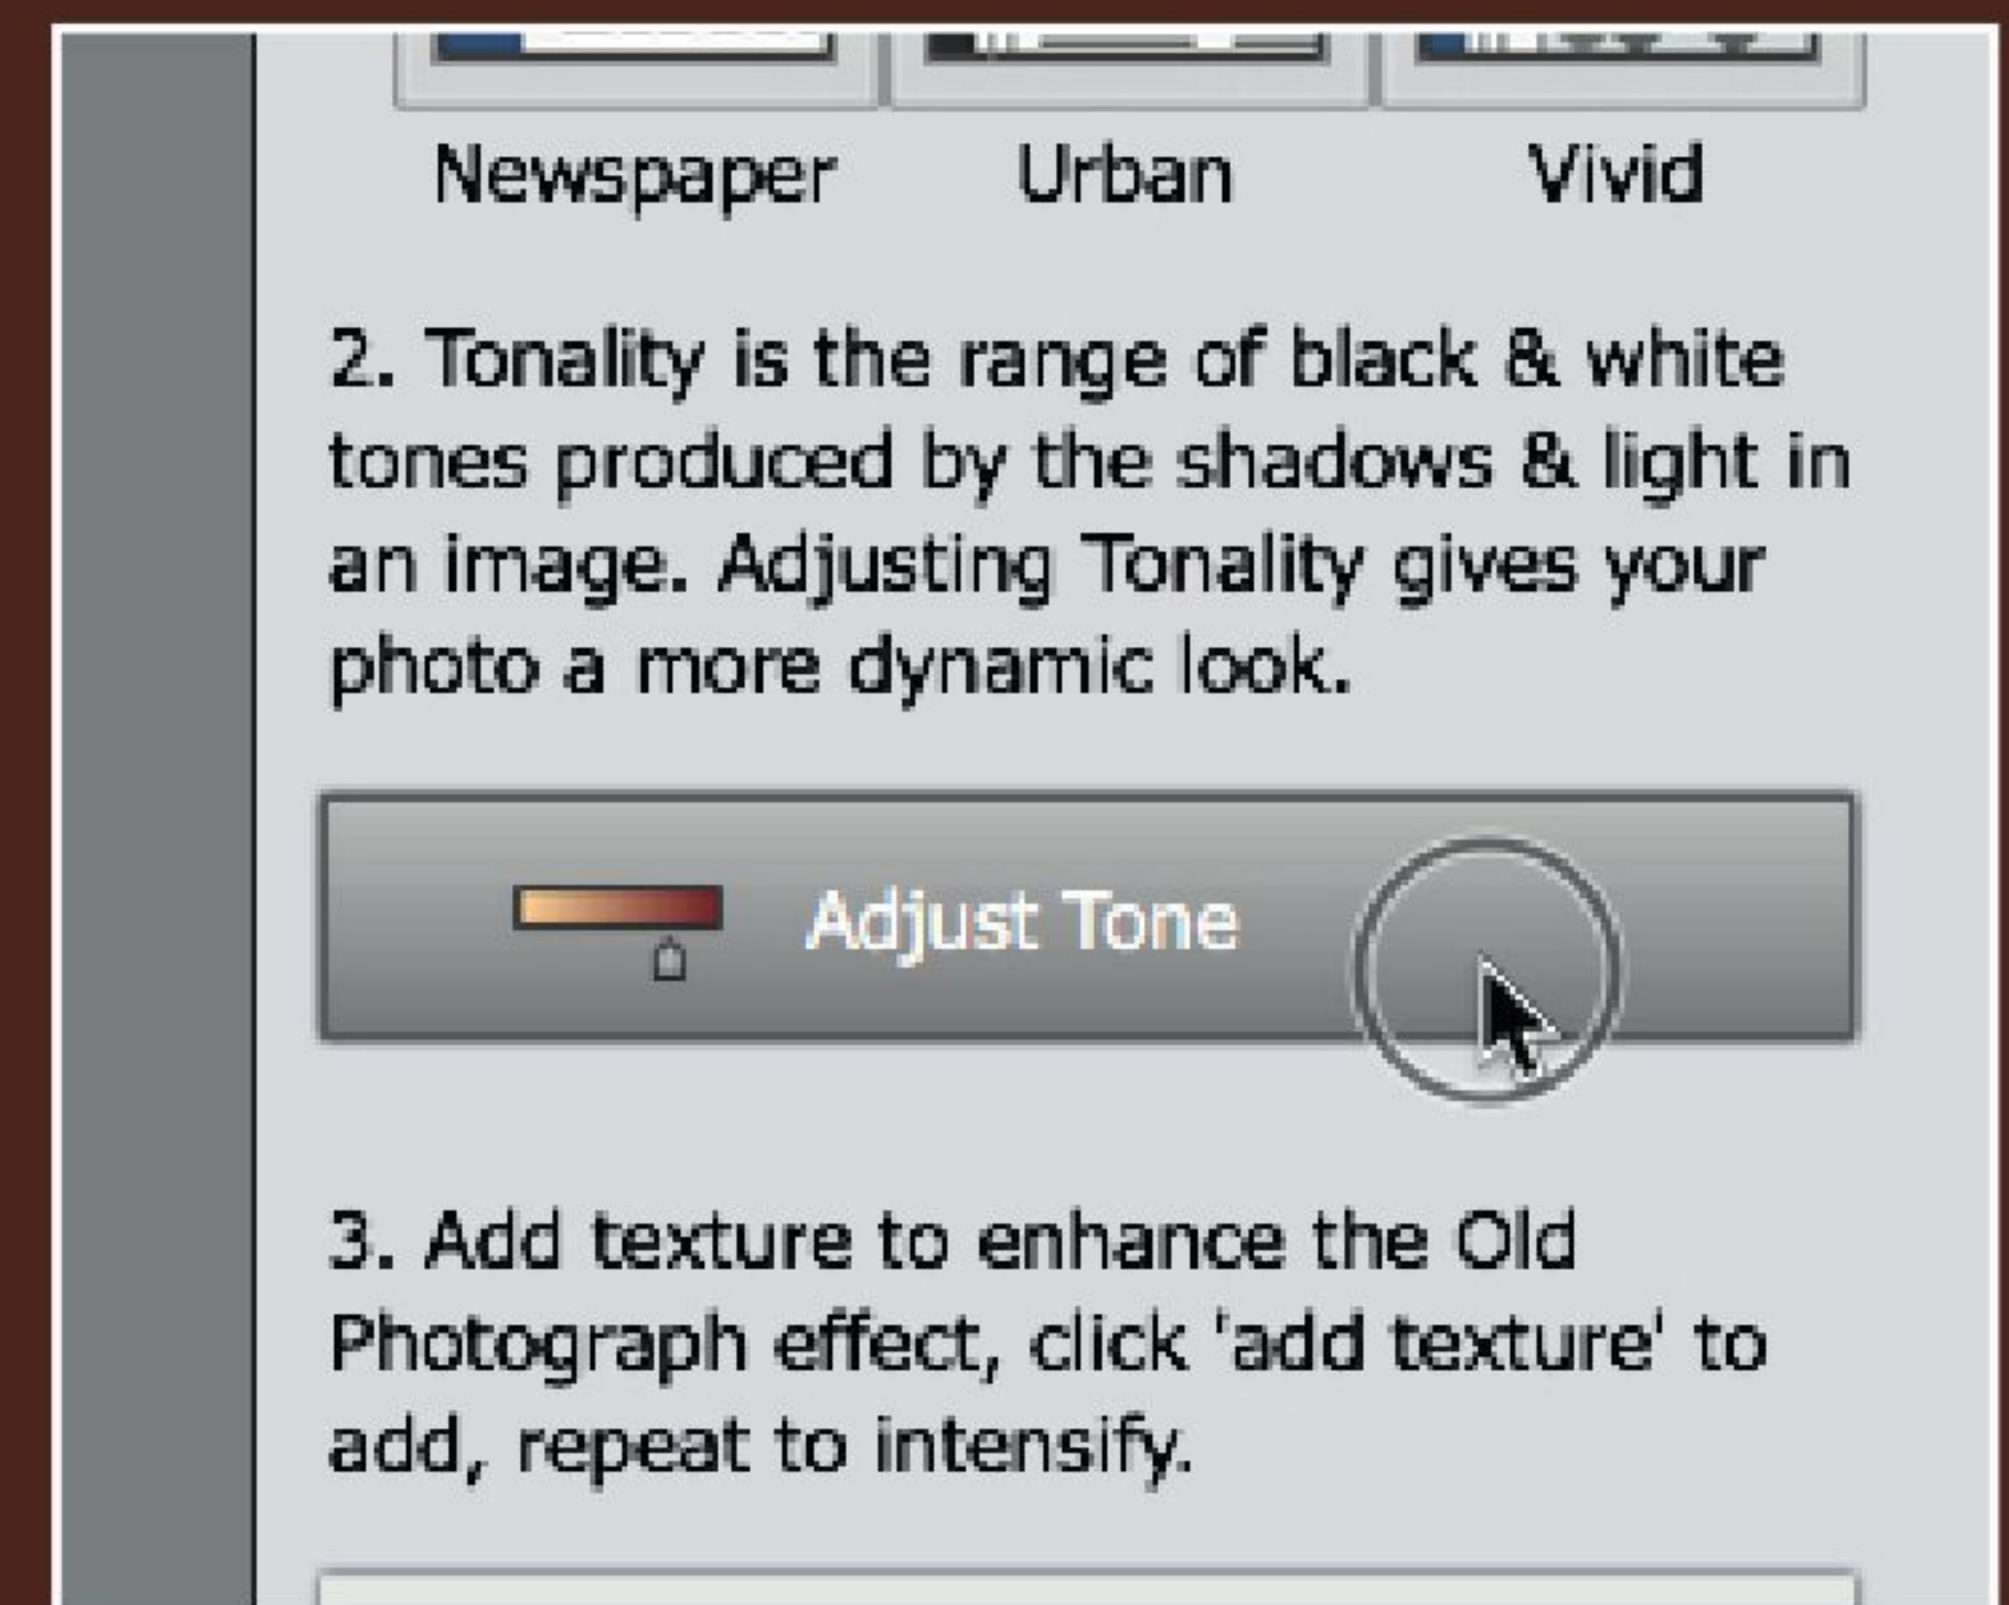 Newspaper Urban Vivid
2. Tonality is the range of black & white
tones produced by the shadows & light in
an image. Adjusting Tonality gives your
photo a more dynamic look.
Adjust Tone
3. Add texture to enhance the Old
Photograph effect, click 'add texture' to
add, repeat to intensify.